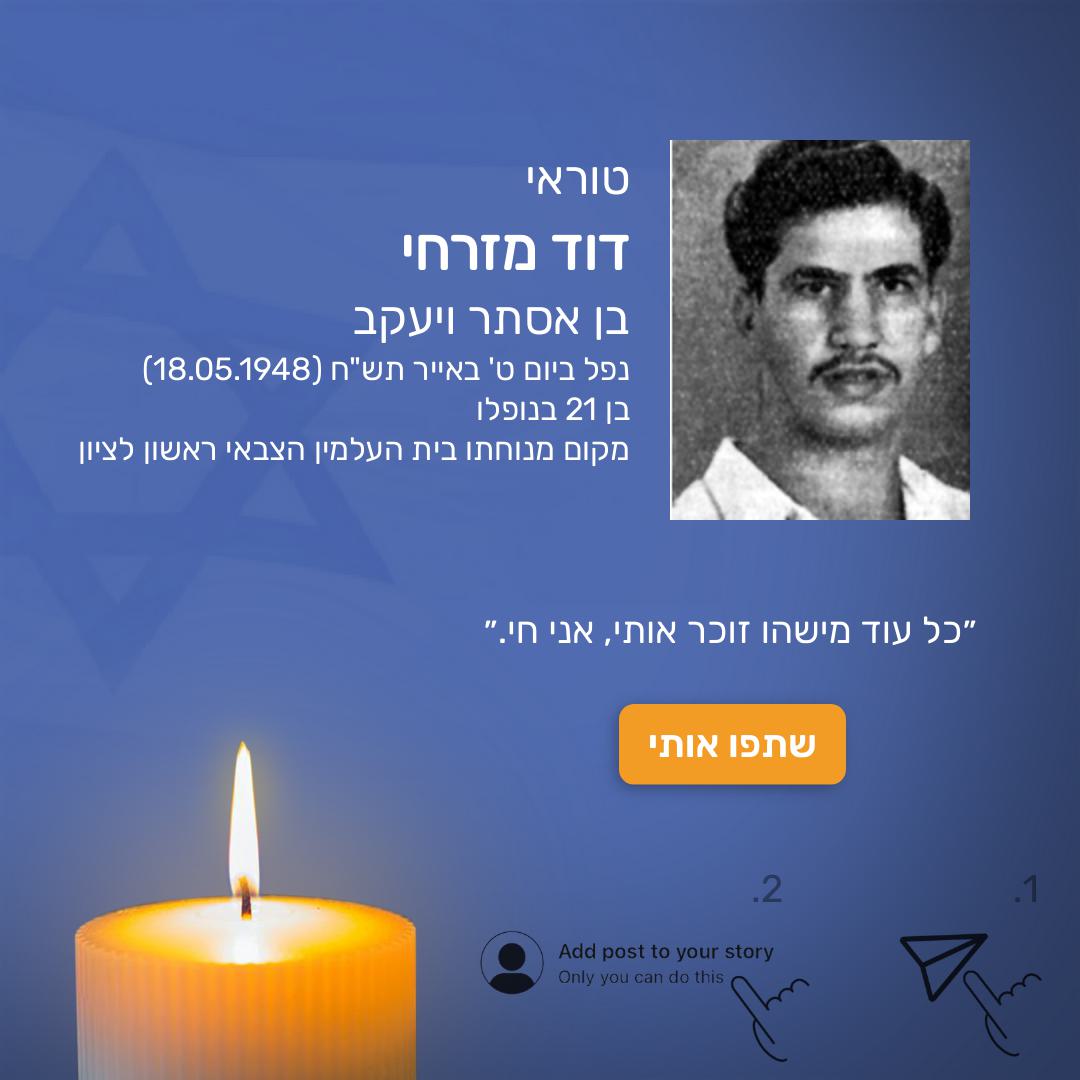 טוראי
דוד מזרחי
בן אסתר ויעקב
נפל ביום ט' באייר תש"ח (18.05.1948)
בן 21 בנופלו
מקום מנוחתו בית העלמין הצבאי ראשון לציון
״כל עוד מישהו זוכר אותי, אני חי.״
שתפו אותי
1.
2.
Add post to your story
Only you can do this